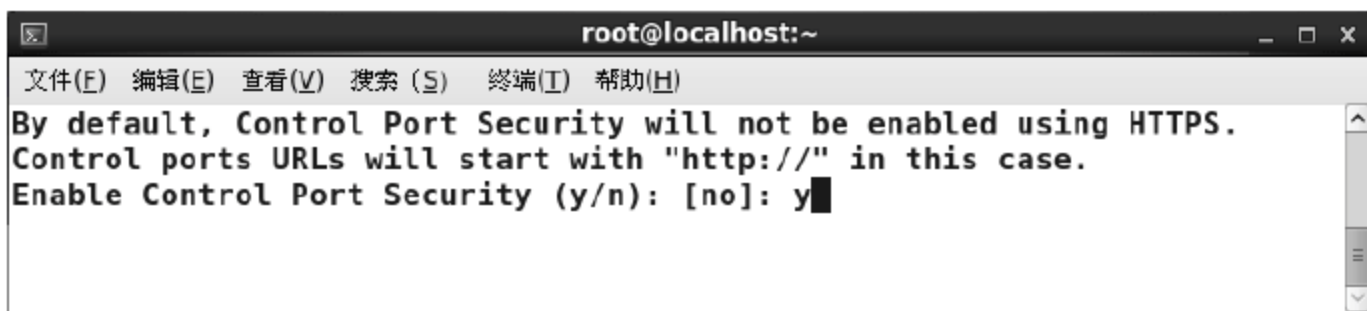 root@localhost:~
文件(F) 编辑(E) 查看(V) 搜索 (S) 终端(T) 帮助(H)
By default, Control Port Security will not be enabled using HTTPS.
Control ports URLs will start with "http://" in this case.
Enable Control Port Security (y/n): [no]: y